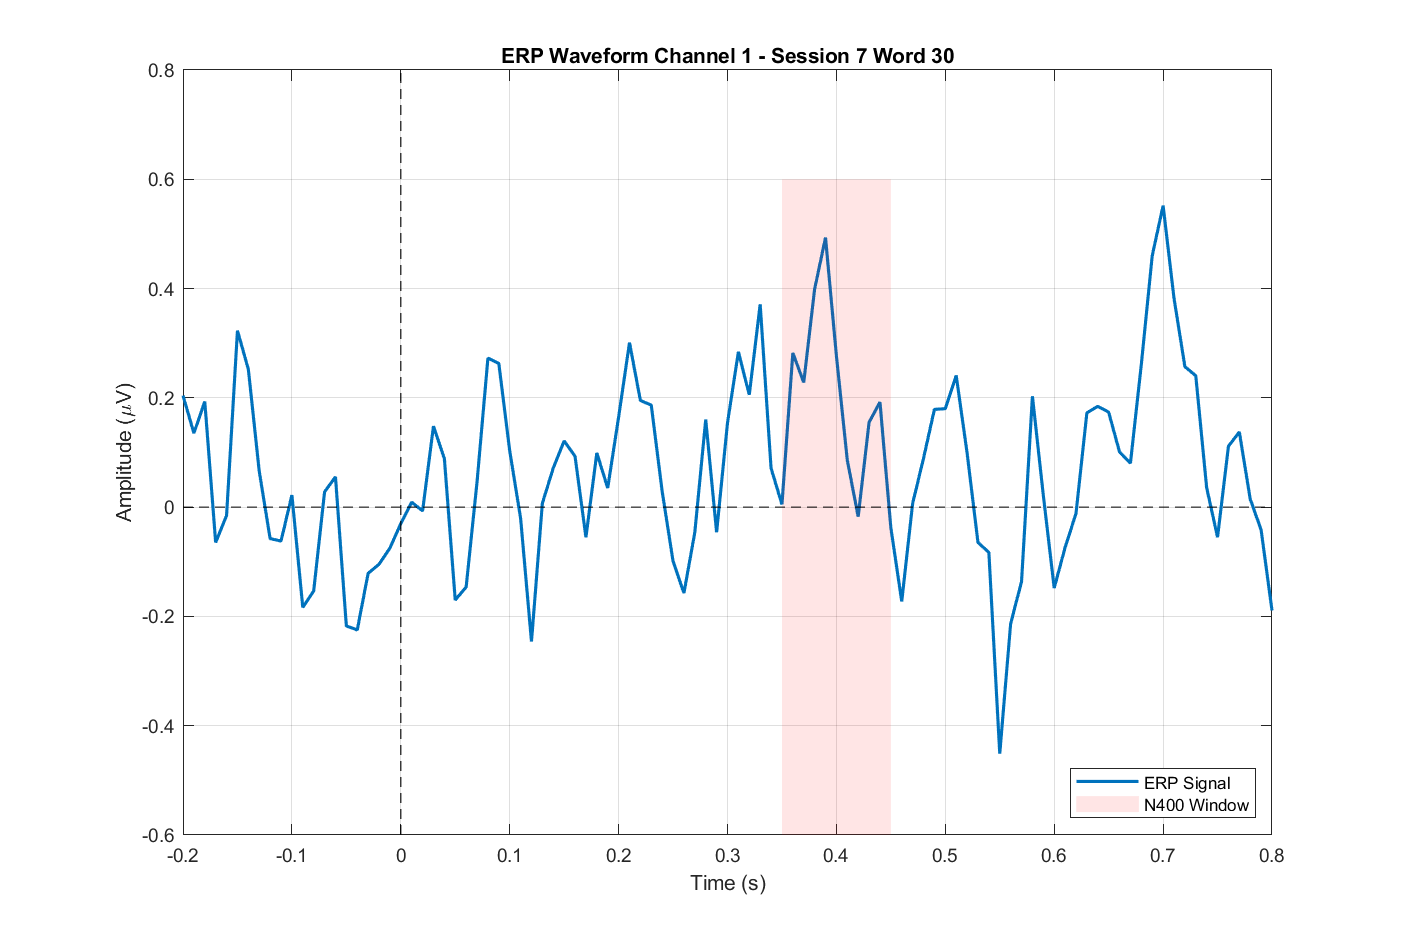 ERP Waveform Channel 1 - Session 7 Word 30
0.8
0.6
0.4
0.2
0
-0.2
-0.4
-0.6
Amplitude (μV)
ERP Signal
N400 Window
-0.2 -0.1 0 0.1 0.2 0.3 0.4 0.5 0.6 0.7 0.8
Time (s)